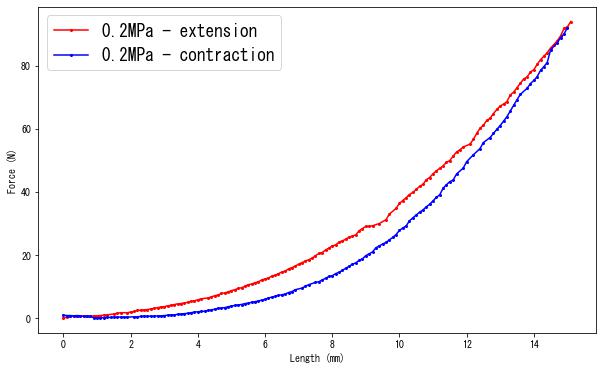 0.2MPa - extension
0.2MPa - contraction
80
60
40
20
0
Force (N)
0 2 4 6 8 10 12 14
Length (mm)